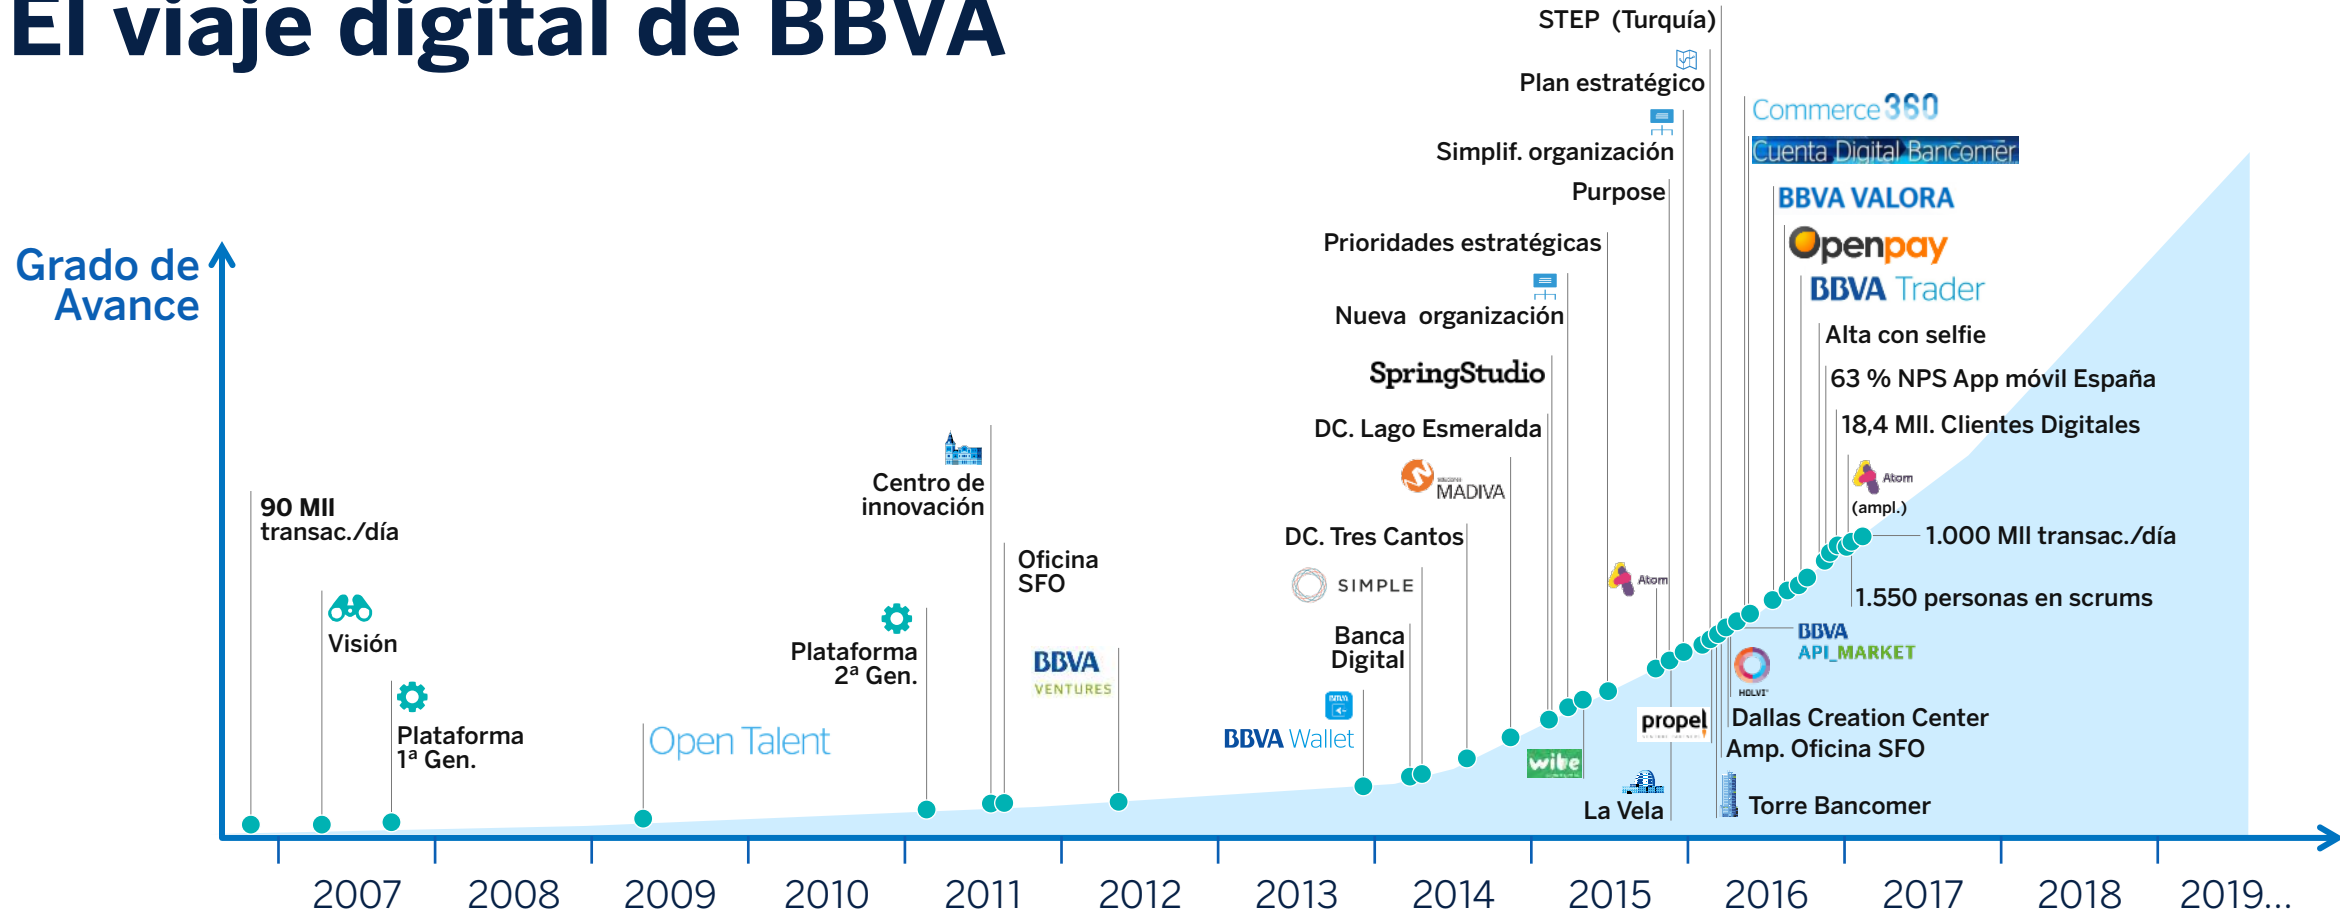 El viaje digital de BBVA
STEP (Turquía)
Plan estratégico
Commerce 360
Simplif. organización
Cuenta Digital Bancomer
Purpose
BBVA VALORA
Prioridades estratégicas
Openpay
Grado de
Avance
BBVA Trader
Nueva organización
Alta con selfie
SpringStudio
63 % NPS App móvil España
DC. Lago Esmeralda
18,4 Mll. Clientes Digitales
Centro de
innovación
MADIVA
Atom
(ampl.)
90 Mll
transac./día
DC. Tres Cantos
1.000 Mll transac./día
Oficina
SFO
SIMPLE
Atom
1.550 personas en scrums
Visión
Plataforma
2ª Gen.
BBVA
VENTURES
Banca
Digital
BBVA
API_MARKET
HOLVI
Plataforma
1ª Gen.
Open Talent
BBVA
BBVA Wallet
propel
Dallas Creation Center
Amp. Oficina SFO
wibe
La Vela
Torre Bancomer
2007 2008 2009 2010 2011 2012 2013 2014 2015 2016 2017 2018 2019...